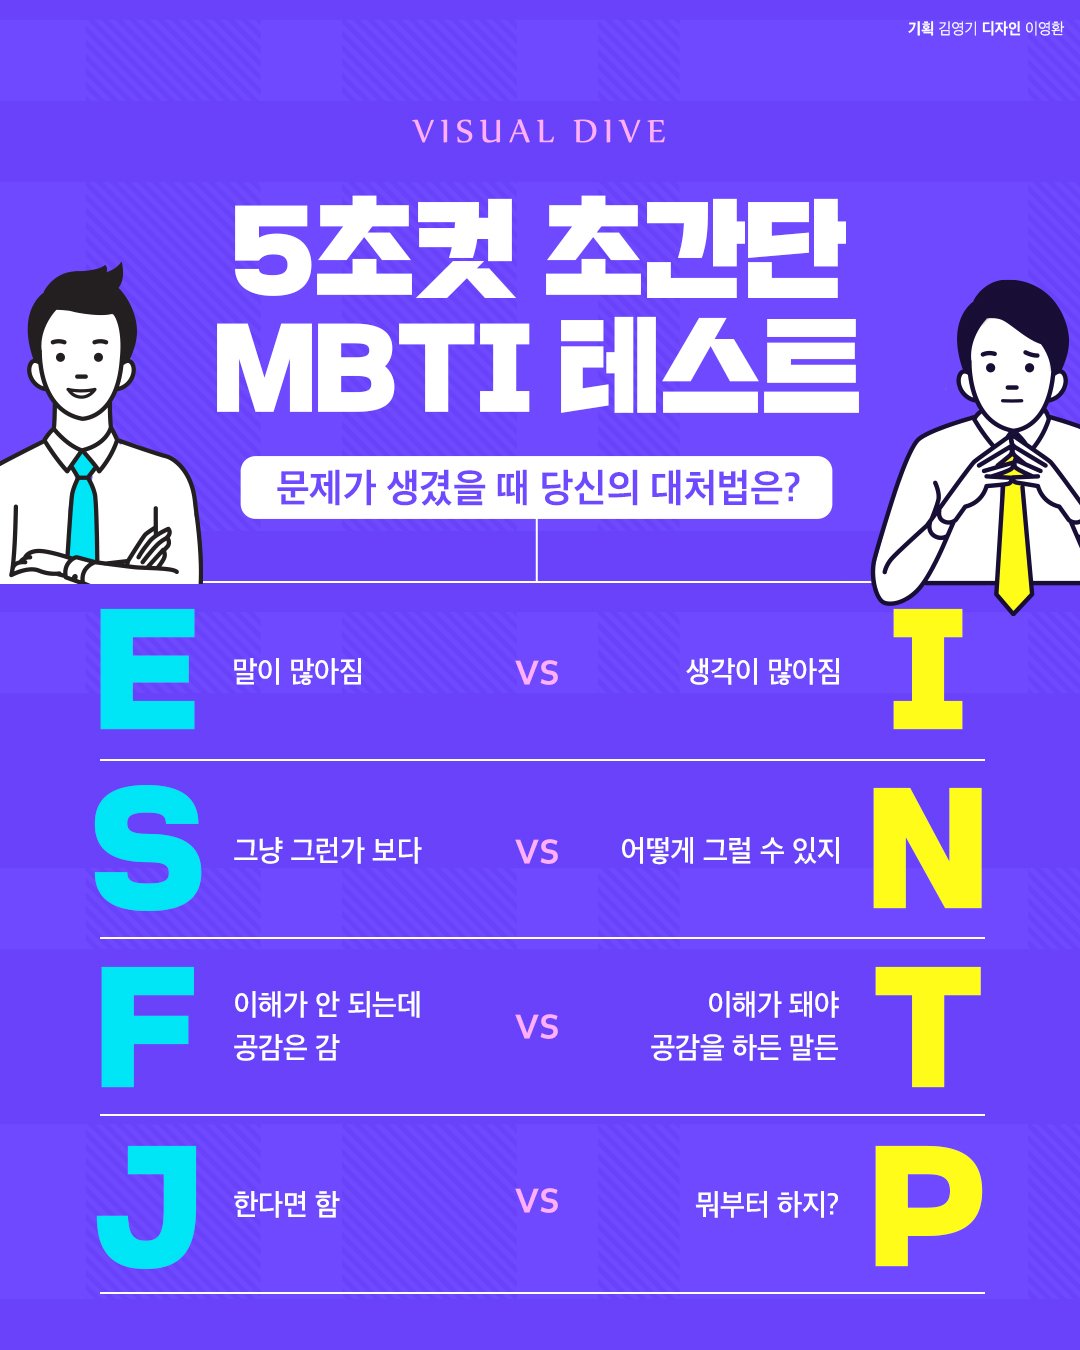 기획 김영기 디자인 이영환
VISUAL DIVE
5초컷 초간단
MBTI 테스트
문제가 생겼을 때 당신의 대처법은?
E 말이 많아짐 VS 생각이 많아짐 I
S 그냥 그런가 보다 VS 어떻게 그럴 수 있지 N
F 이해가 안 되는데 VS 이해가 돼야 T
공감은 감 공감을 하든 말든
J 한다면 함 VS 뭐부터 하지? P